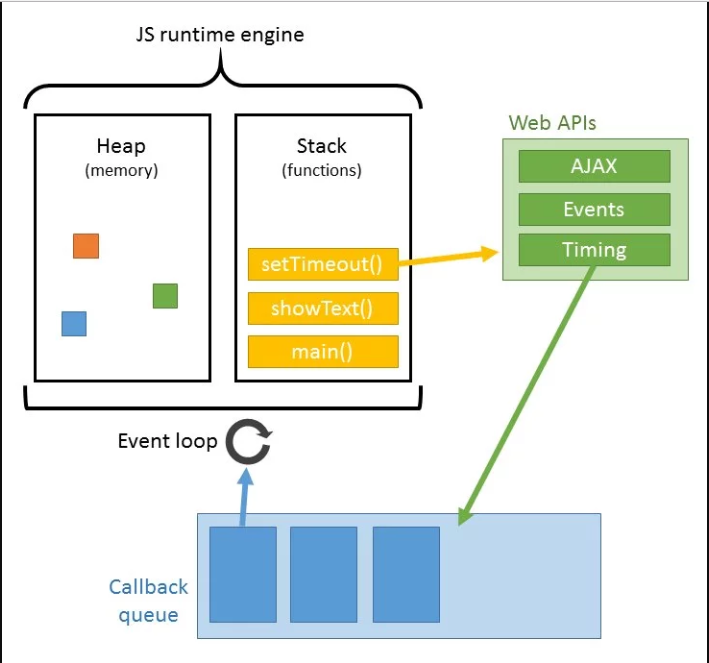 JS runtime engine
Heap
(memory)
Stack
(functions)
setTimeout()
showText()
main()
Web APIs
AJAX
Events
Timing
Event loop
Callback
queue